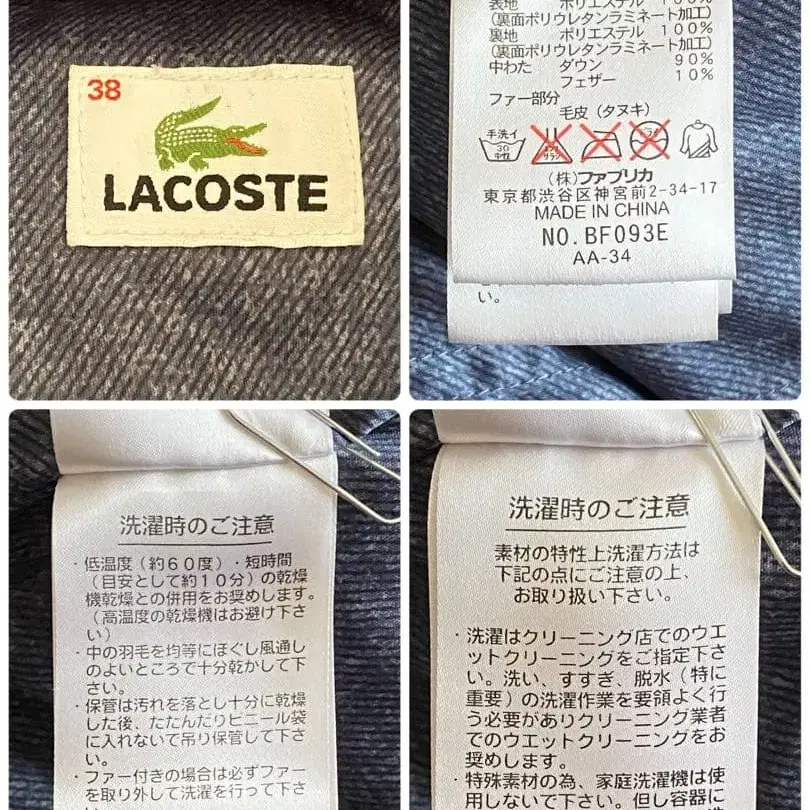 38
LACOSTE
表地 ポリエステル 100%
(裏面ポリウレタンラミネート加工)
裏地 ポリエステル 100%
(裏面ポリウレタンラミネート加工)
中わた ダウン 90%
フェザー 10%
ファー部分
毛皮(タヌキ)
手洗イ
30
中性
(株)ファブリカ
東京都渋谷区神宮前2-34-17
MADE IN CHINA
NO. BF093E
AA-34
い。
洗濯時のご注意
・低温度(約60度)・短時間
(目安として約10分)の乾燥
機乾燥との併用をお奨めします。
(高温度の乾燥機はお避け下さ
い)
・中の羽毛を均等にほぐし風通し
のよいところで十分乾かして下
さい。
・保管は汚れを落とし十分に乾燥
した後、たたんだりビニール袋
に入れないで吊り保管して下さ
い。
・ファー付きの場合は必ずファー
を取り外して洗濯を行って下さ
洗濯時のご注意
素材の特性上洗濯方法は
下記の点にご注意の上、
お取り扱い下さい。
・洗濯はクリーニング店でのウエ
ットクリーニングをご指定下さ
い。洗い、すすぎ、脱水(特に
重要)の洗濯作業を要領よく行
う必要がありクリーニング業者
でのウエットクリーニングをお
奨めします。
・特殊素材の為、家庭洗濯機は使
用しないで下さい。但し容器に